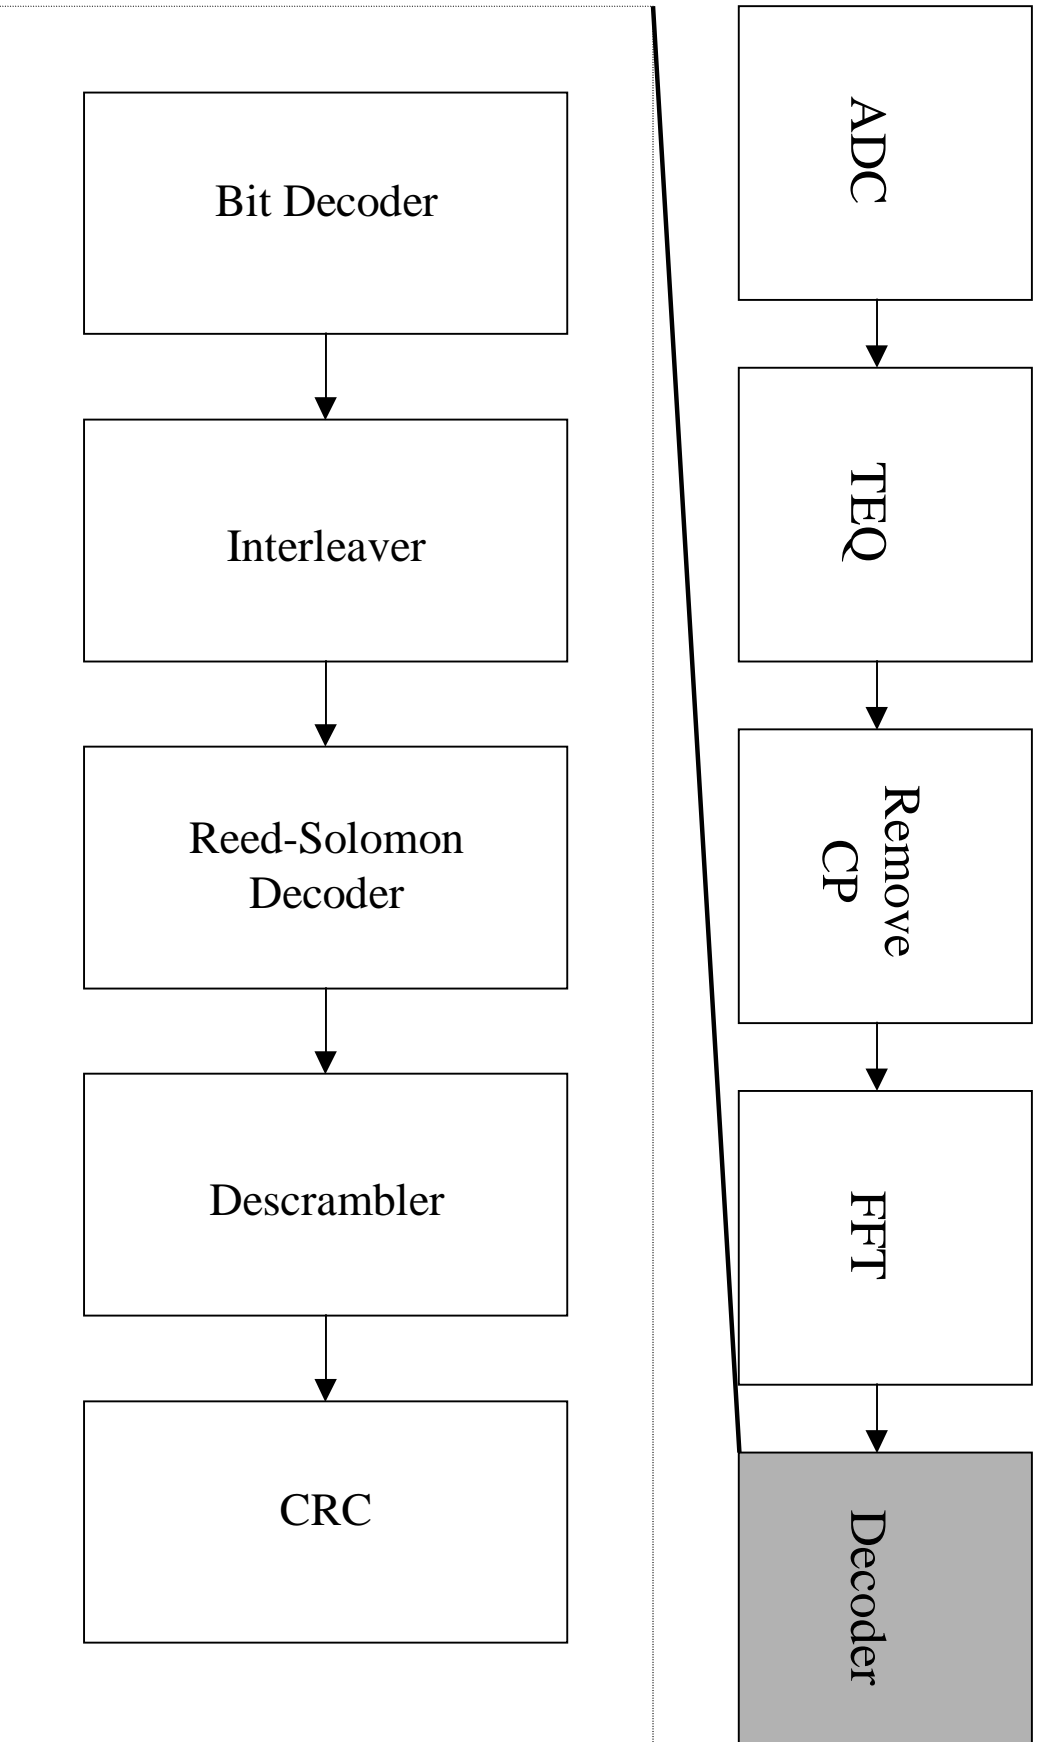 Bit Decoder
Interleaver
Reed-Solomon
Decoder
Descrambler
CRC
ADC
TEQ
Remove
CP
FFT
Decoder